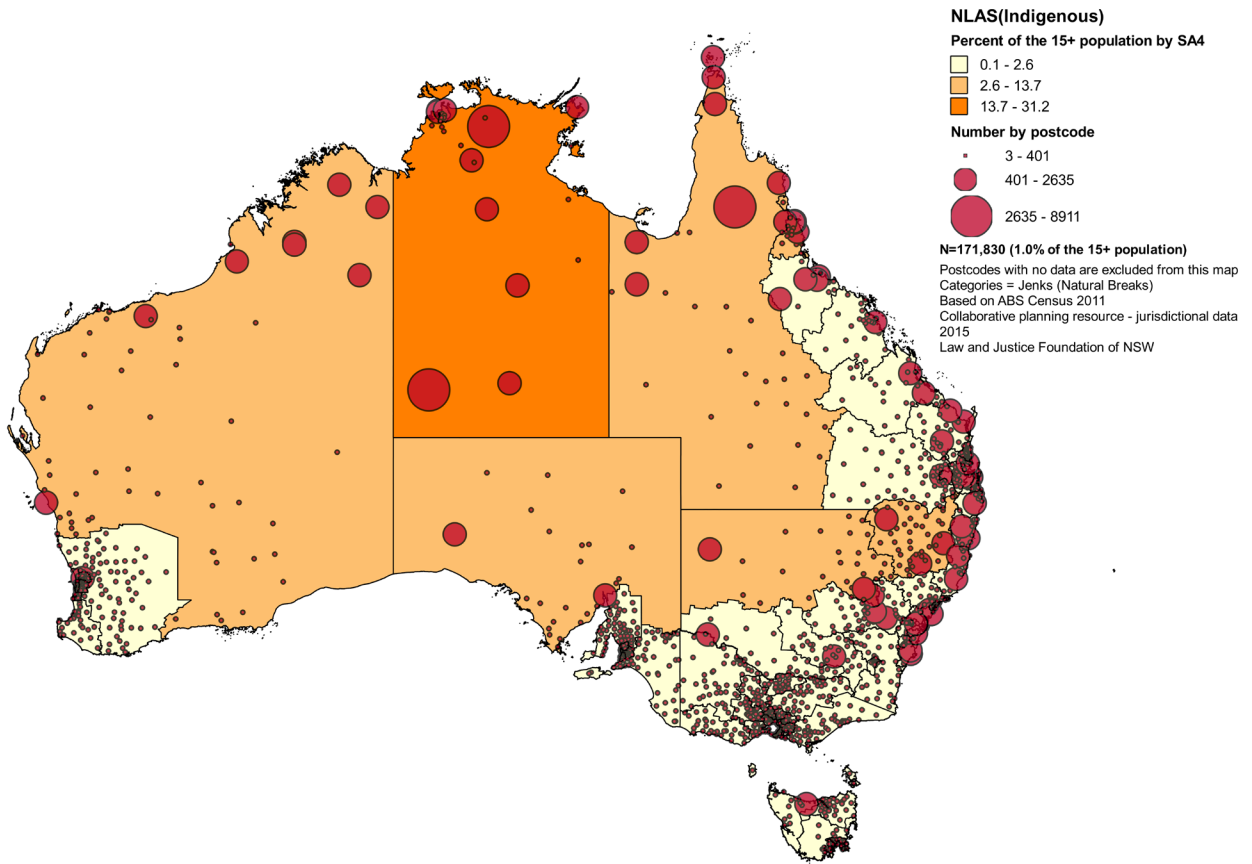 NLAS(Indigenous)
Percent of the 15+ population by SA4
0.1 - 2.6
2.6 - 13.7
13.7 - 31.2
Number by postcode
3 - 401
401 - 2635
2635 - 8911
N=171,830 (1.0% of the 15+ population)
Postcodes with no data are excluded from this map
Categories = Jenks (Natural Breaks)
Based on ABS Census 2011
Collaborative planning resource - jurisdictional data
2015
Law and Justice Foundation of NSW